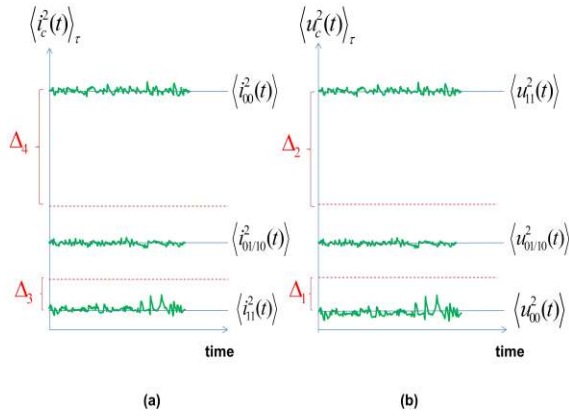 ⟨i_c^2(t)⟩_τ
⟨u_c^2(t)⟩_τ
⟨i_00^2(t)⟩
⟨u_11^2(t)⟩
Δ_4
Δ_2
⟨i_01/10^2(t)⟩
⟨u_01/10^2(t)⟩
Δ_3
Δ_1
⟨i_11^2(t)⟩
⟨u_00^2(t)⟩
time
time
(a)
(b)